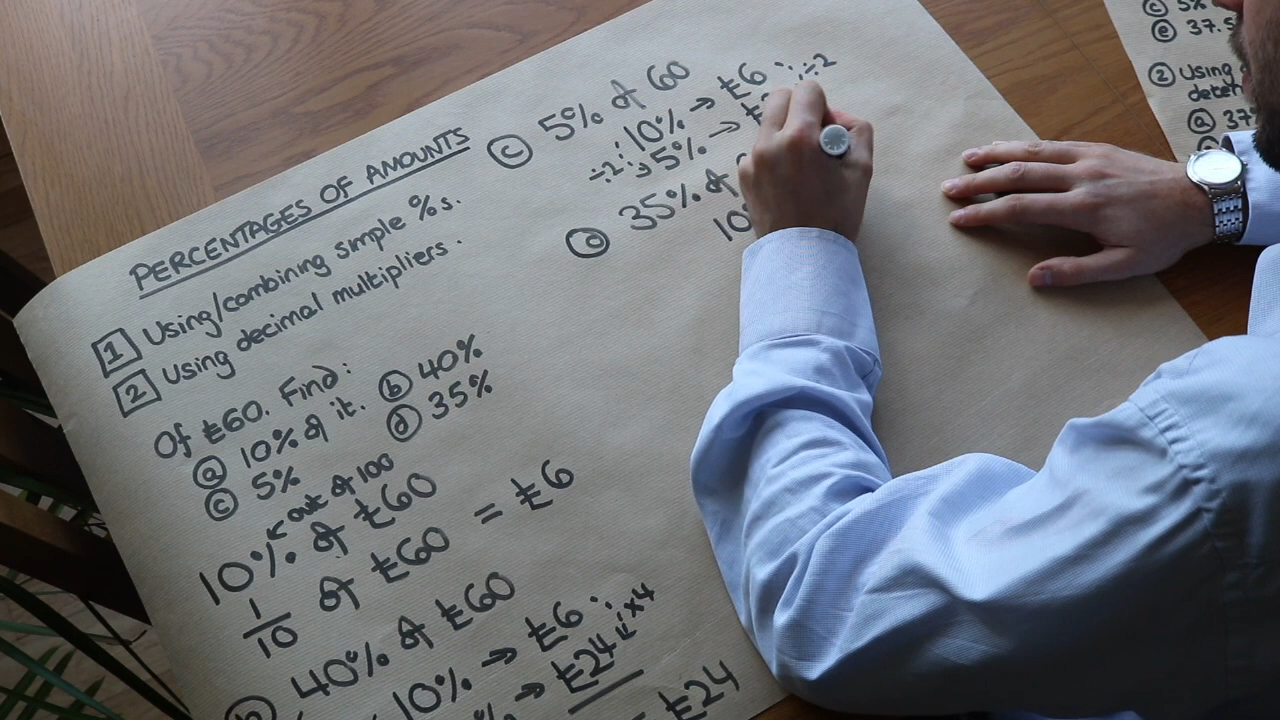 PERCENTAGES OF AMOUNTS
1 Using/combining simple %s.
2 Using decimal multipliers.
Of £60. Find:
a 10% of it. b 40%
c 5% d 35%
out of 100
10% of £60
1/10 of £60 = £6
b 40% of £60
10% → £6
% → £24 ×4
= £24
c 5% of 60
10% → £6 ÷2
÷2 5% → £
d 35% of
10
c 5%
e 37.5
2 Using
a 37